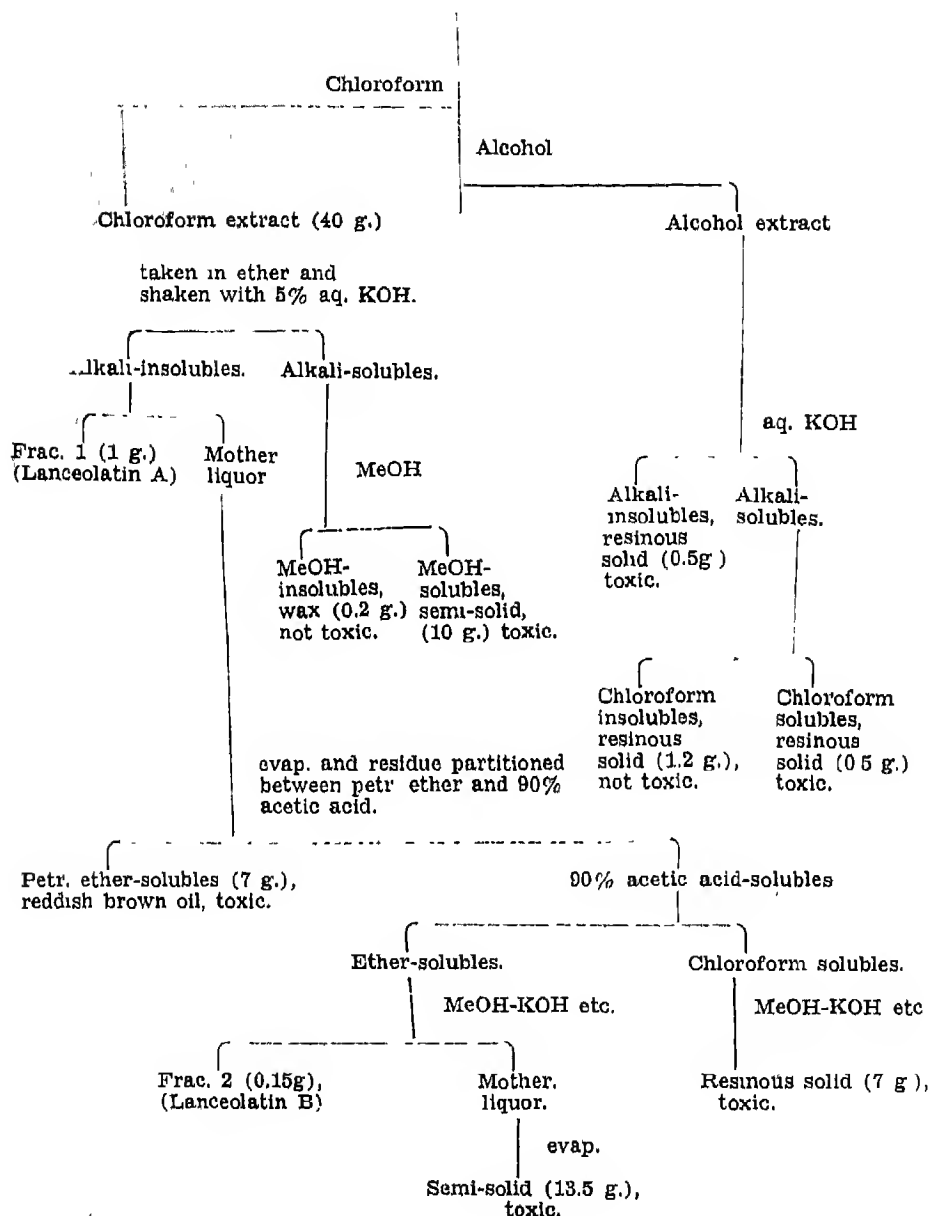 Chloroform
Alcohol
Chloroform extract (40 g.)
Alcohol extract
taken in ether and
shaken with 5% aq. KOH.
lkali-insolubles.
Alkali-solubles.
aq. KOH
Frac. 1 (1 g.)
(Lanceolatin A)
Mother
liquor
MeOH
Alkali-
insolubles,
resinous
solid (0.5g )
toxic.
Alkali-
solubles.
MeOH-
insolubles,
wax (0.2 g.)
not toxic.
MeOH-
solubles,
semi-solid,
(10 g.) toxic.
Chloroform
insolubles,
resinous
solid (1.2 g.),
not toxic.
Chloroform
solubles,
resinous
solid (0 5 g.)
toxic.
evap. and residue partitioned
between petr ether and 90%
acetic acid.
Petr. ether-solubles (7 g.),
reddish brown oil, toxic.
90% acetic acid-solubles
Ether-solubles.
Chloroform solubles.
MeOH-KOH etc.
MeOH-KOH etc
Frac. 2 (0.15g),
(Lanceolatin B)
Mother.
liquor.
Resinous solid (7 g ),
toxic.
evap.
Semi-solid (13.5 g.),
toxic.